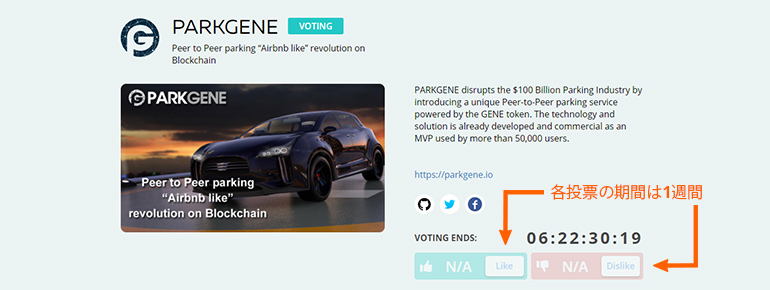 PARKGENE VOTING
Peer to Peer parking “Airbnb like” revolution on
Blockchain
PARKGENE
Peer to Peer parking
“Airbnb like”
revolution on Blockchain
PARKGENE disrupts the $100 Billion Parking Industry by
introducing a unique Peer-to-Peer parking service
powered by the GENE token. The technology and
solution is already developed and commercial as an
MVP used by more than 50,000 users.
https://parkgene.io
各投票の期間は1週間
VOTING ENDS: 06:22:30:19
N/A Like N/A Dislike